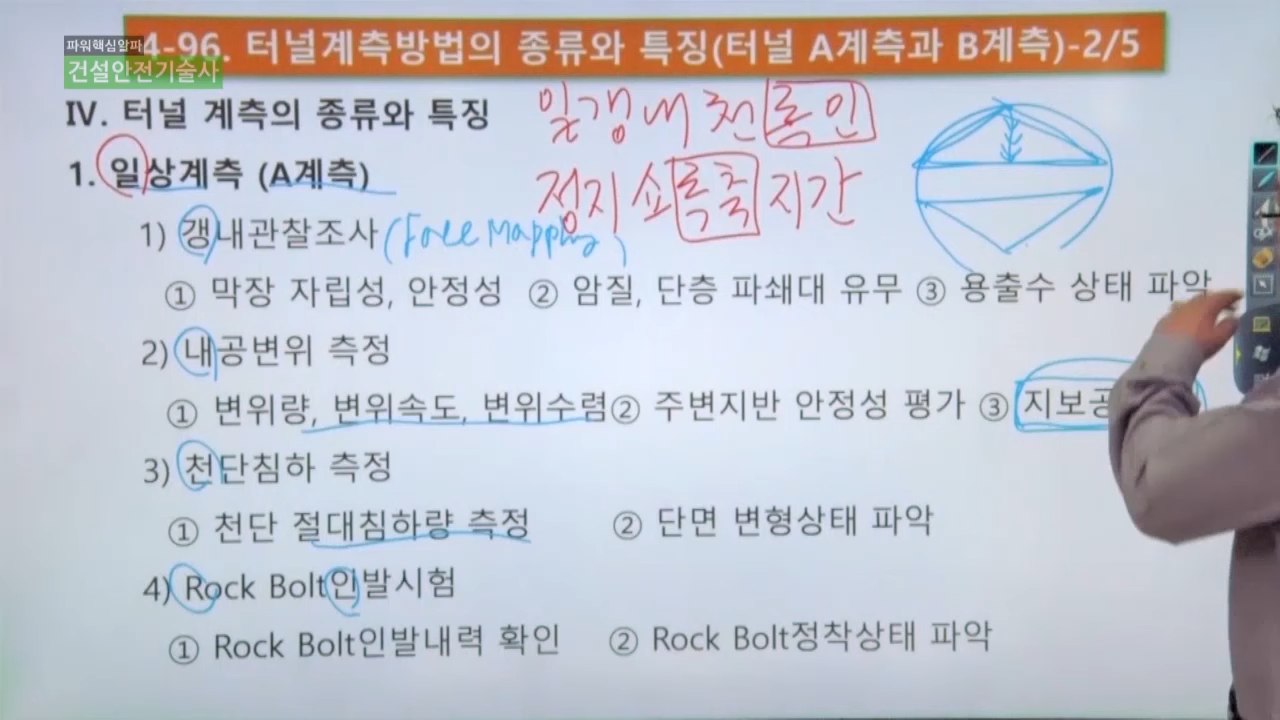 파워핵심암파
건설안전기술사
4-96. 터널계측방법의 종류와 특징(터널 A계측과 B계측)-2/5
Ⅳ. 터널 계측의 종류와 특징
일갱내천록인
1. 일상계측 (A계측)
정지쇼록축지간
1) 갱내관찰조사 (Face Mapping)
① 막장 자립성, 안정성 ② 암질, 단층 파쇄대 유무 ③ 용출수 상태 파악
2) 내공변위 측정
① 변위량, 변위속도, 변위수렴② 주변지반 안정성 평가 ③ 지보공
3) 천단침하 측정
① 천단 절대침하량 측정 ② 단면 변형상태 파악
4) Rock Bolt인발시험
① Rock Bolt인발내력 확인 ② Rock Bolt정착상태 파악